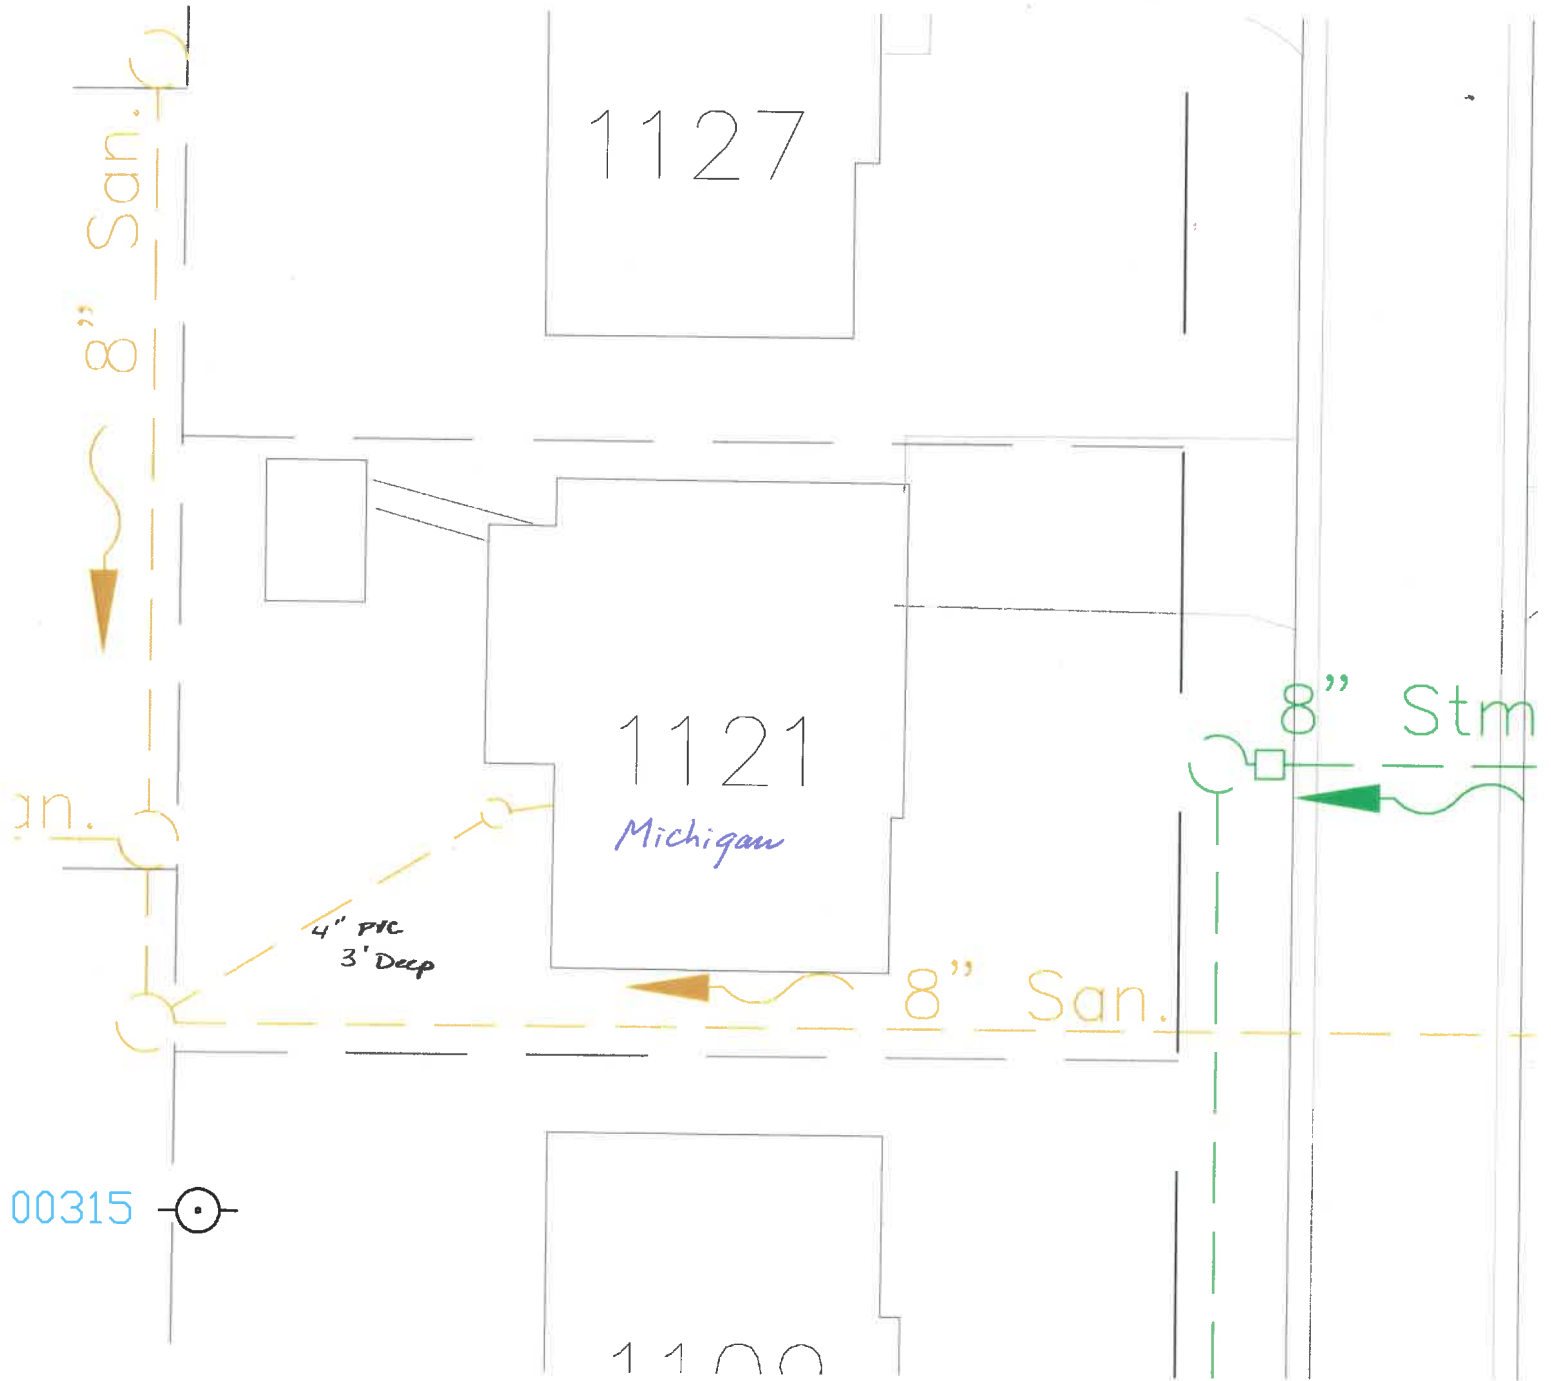 1127
8" San.
8" Stm
1121
Michigan
an.
4" PVC
3' Deep
8" San.
00315